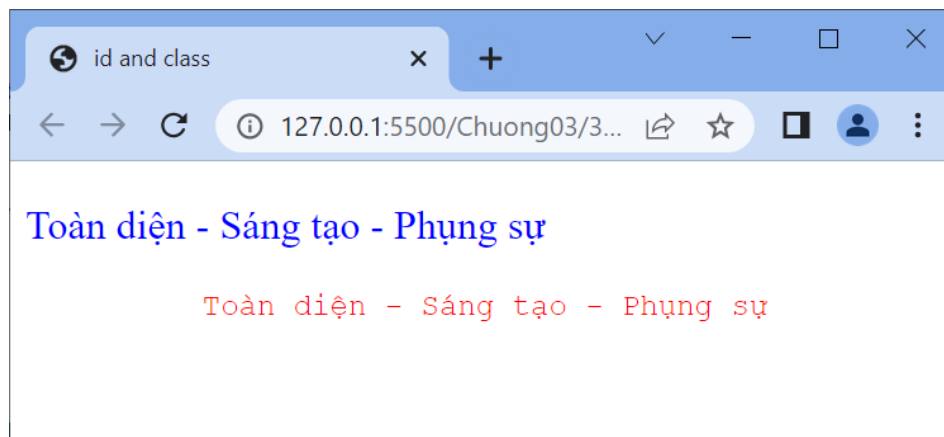 id and class
127.0.0.1:5500/Chuong03/3...
Toàn diện - Sáng tạo - Phụng sự
Toàn diện - Sáng tạo - Phụng sự